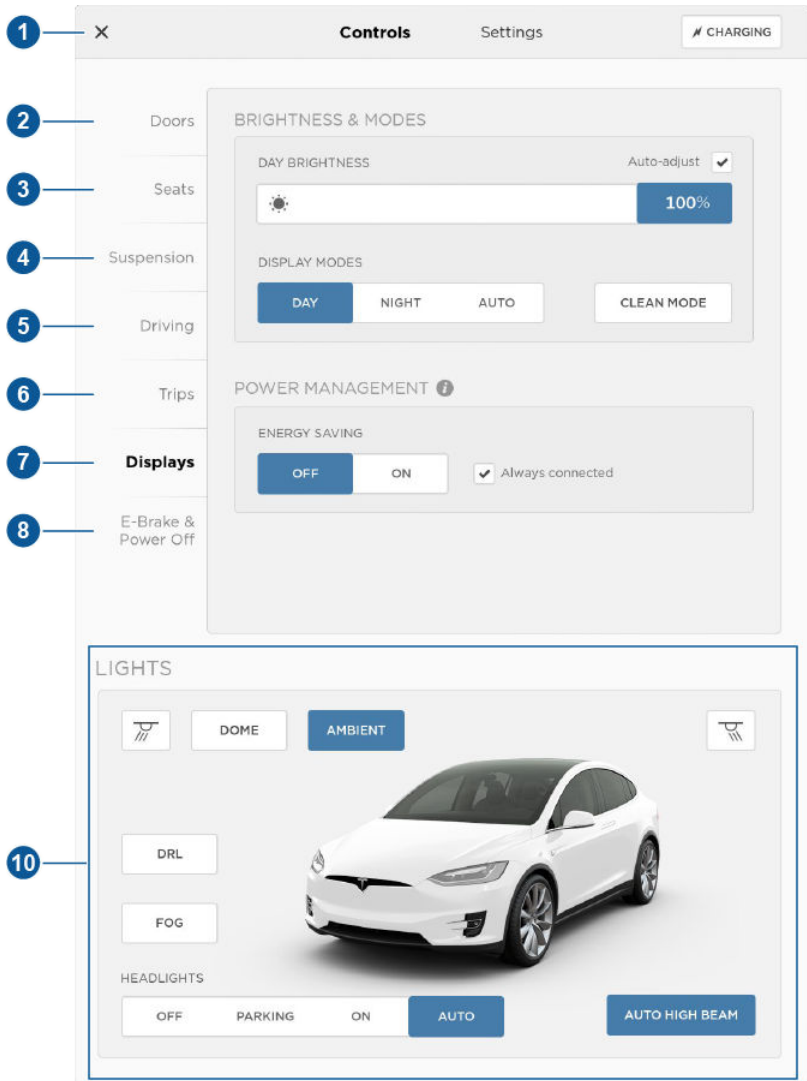 1
Controls
Settings
CHARGING
2
Doors
BRIGHTNESS & MODES
DAY BRIGHTNESS
Auto-adjust
3
Seats
100%
4
Suspension
DISPLAY MODES
DAY
NIGHT
AUTO
CLEAN MODE
5
Driving
6
Trips
POWER MANAGEMENT
ENERGY SAVING
7
Displays
OFF
ON
Always connected
8
E-Brake &
Power Off
LIGHTS
DOME
AMBIENT
10
DRL
FOG
HEADLIGHTS
OFF
PARKING
ON
AUTO
AUTO HIGH BEAM